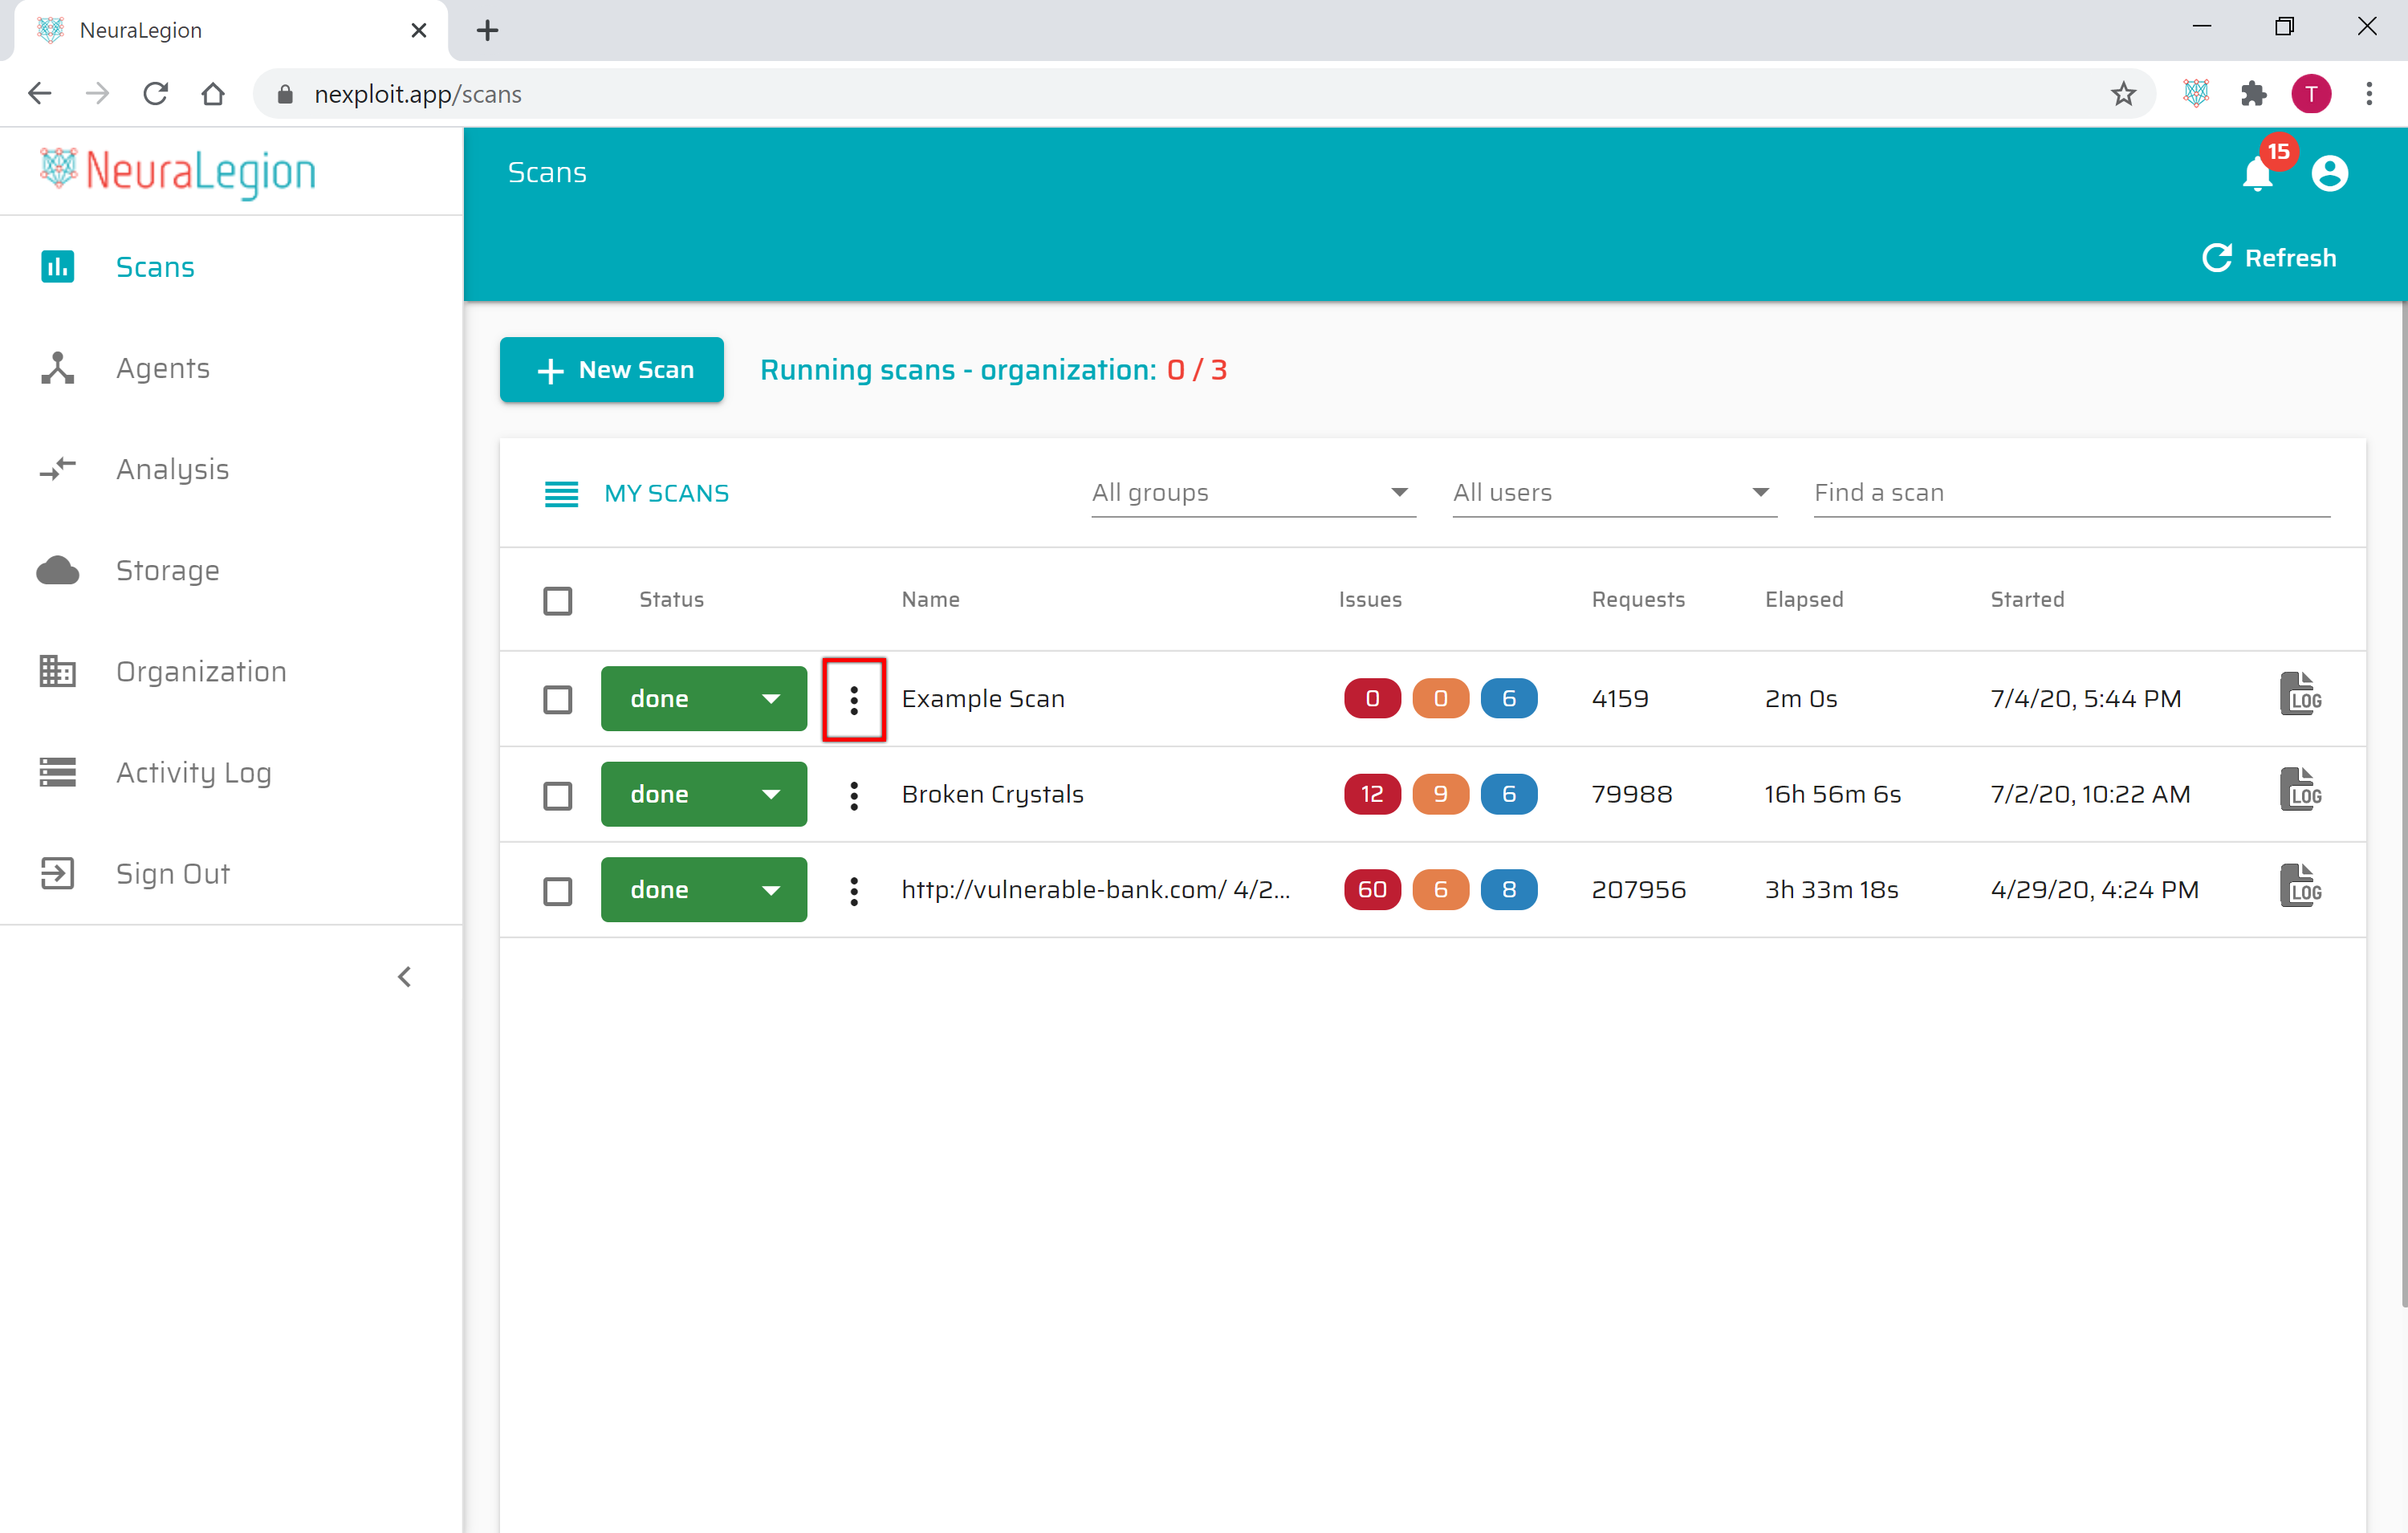 NeuraLegion
nexploit.app/scans
T
NeuraLegion
Scans
15
Refresh
Scans
Agents
Analysis
Storage
Organization
Activity Log
Sign Out
New Scan
Running scans - organization: 0 / 3
MY SCANS
All groups
All users
Find a scan
Status Name Issues Requests Elapsed Started
done Example Scan 0 0 6 4159 2m 0s 7/4/20, 5:44 PM LOG
done Broken Crystals 12 9 6 79988 16h 56m 6s 7/2/20, 10:22 AM LOG
done http://vulnerable-bank.com/ 4/2... 60 6 8 207956 3h 33m 18s 4/29/20, 4:24 PM LOG